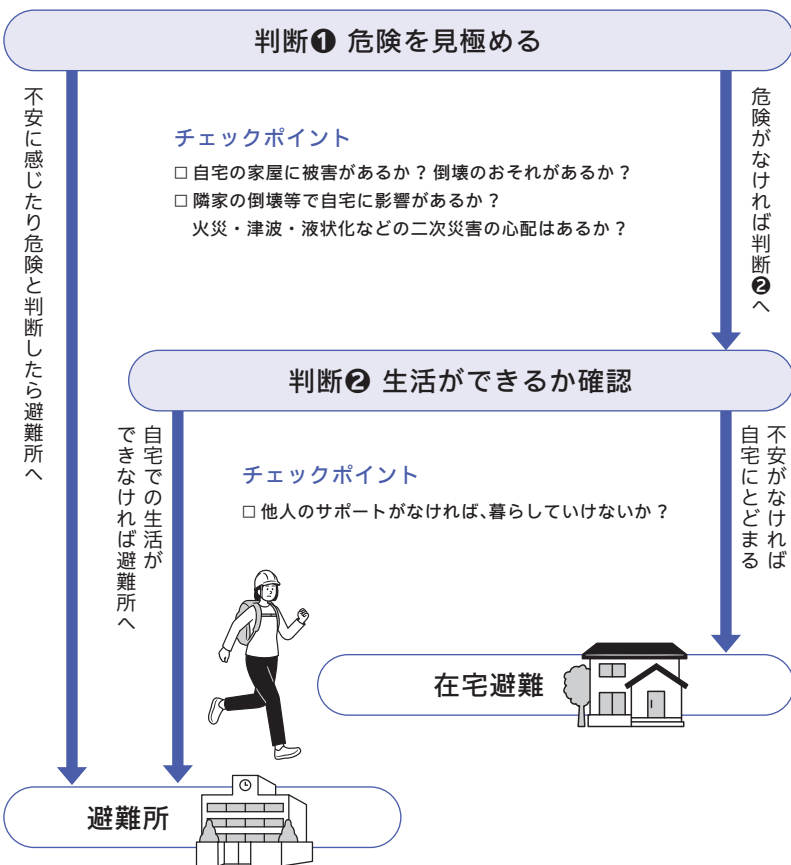 判断❶ 危険を見極める
不安に感じたり危険と判断したら避難所へ
チェックポイント
□ 自宅の家屋に被害があるか？ 倒壊のおそれがあるか？
□ 隣家の倒壊等で自宅に影響があるか？
火災・津波・液状化などの二次災害の心配はあるか？
危険がなければ判断❷へ
判断❷ 生活ができるか確認
自宅での生活が
できなければ避難所へ
チェックポイント
□ 他人のサポートがなければ、暮らしていけないか？
不安がなければ
自宅にとどまる
在宅避難
避難所